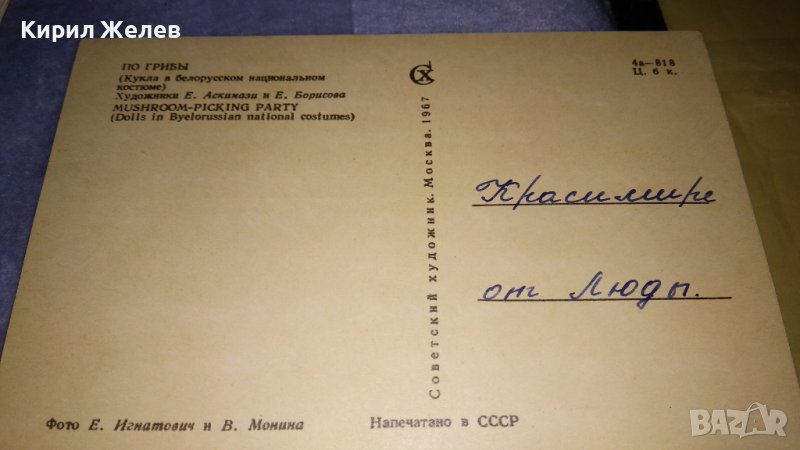 Кирил Желев
ПО ГРИБЫ
(Кукла в белорусском национальном
костюме)
Художники Е. Аскинази и Е. Борисова
MUSHROOM-PICKING PARTY
(Dolls in Byelorussian national costumes)
4а—818
Ц. 6 к.
Советский художник. Москва. 1967
Красимире
от Люды.
Фото Е. Игнатович и В. Монина
Напечатано в СССР
BAZAR